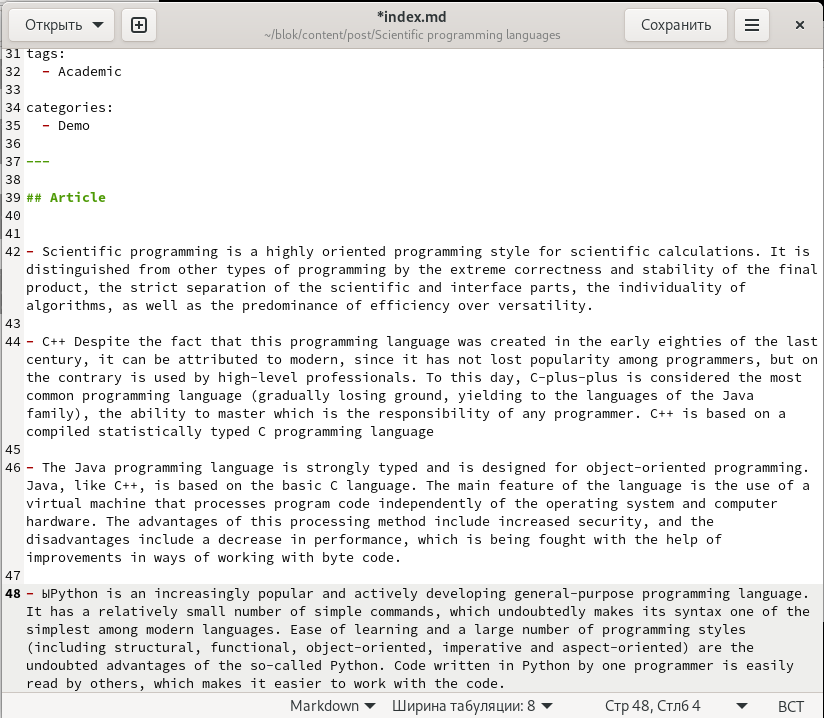 Открыть
*index.md
~/blok/content/post/Scientific programming languages
Сохранить
31 tags:
32   - Academic
33
34 categories:
35   - Demo
36
37 ---
38
39 ## Article
40
41
42 - Scientific programming is a highly oriented programming style for scientific calculations. It is
distinguished from other types of programming by the extreme correctness and stability of the final
product, the strict separation of the scientific and interface parts, the individuality of
algorithms, as well as the predominance of efficiency over versatility.
43
44 - C++ Despite the fact that this programming language was created in the early eighties of the last
century, it can be attributed to modern, since it has not lost popularity among programmers, but on
the contrary is used by high-level professionals. To this day, C-plus-plus is considered the most
common programming language (gradually losing ground, yielding to the languages of the Java
family), the ability to master which is the responsibility of any programmer. C++ is based on a
compiled statistically typed C programming language
45
46 - The Java programming language is strongly typed and is designed for object-oriented programming.
Java, like C++, is based on the basic C language. The main feature of the language is the use of a
virtual machine that processes program code independently of the operating system and computer
hardware. The advantages of this processing method include increased security, and the
disadvantages include a decrease in performance, which is being fought with the help of
improvements in ways of working with byte code.
47
48 - ЫPython is an increasingly popular and actively developing general-purpose programming language.
It has a relatively small number of simple commands, which undoubtedly makes its syntax one of the
simplest among modern languages. Ease of learning and a large number of programming styles
(including structural, functional, object-oriented, imperative and aspect-oriented) are the
undoubted advantages of the so-called Python. Code written in Python by one programmer is easily
read by others, which makes it easier to work with the code.
Markdown Ширина табуляции: 8 Стр 48, Стлб 4 ВСТ